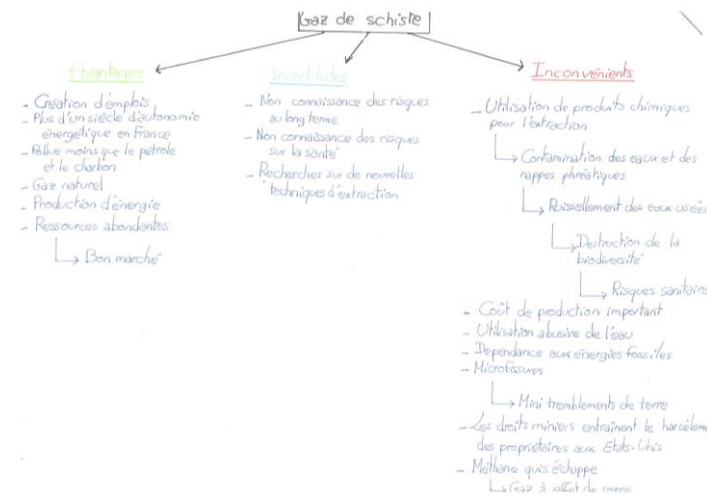 Gaz de schiste
Avantages
- Création d'emplois
- Plus d'un siècle d'autonomie
énergétique en France
- Pollue moins que le pétrole
et le charbon
- Gaz naturel
- Production d'énergie
- Ressources abondantes
Bon marché
Incertitudes
- Non connaissance des risques
au long terme
- Non connaissance des risques
sur la santé
- Recherches sur de nouvelles
techniques d'extraction
Inconvénients
- Utilisation de produits chimiques
pour l'extraction
Contamination des eaux et des
nappes phréatiques
Ruissellement des eaux usées
Destruction de la
biodiversité
Risques sanitaires
- Coût de production important
- Utilisation abusive de l'eau
- Dépendance aux énergies fossiles
- Microfissures
Mini tremblements de terre
- Les droits miniers entraînent le harcèleme
des propriétaires aux Etats-Unis
- Méthane quis échappe
Gaz à effet de serre